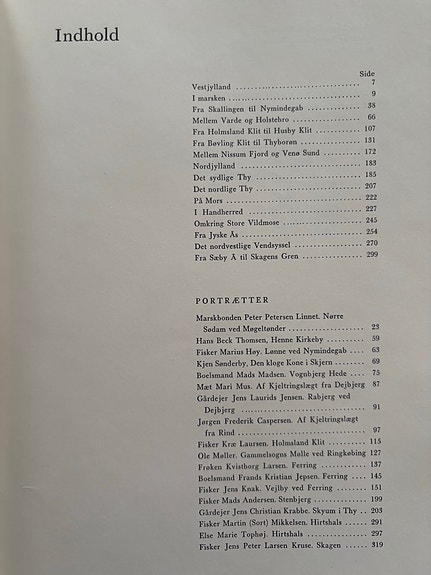 Indhold
Side
Vestjylland ................................ 7
I marsken .................................. 9
Fra Skallingen til Nymindegab ............. 38
Mellem Varde og Holstebro ................. 66
Fra Holmsland Klit til Husby Klit ......... 107
Fra Bøvling Klit til Thyborøn ............. 131
Mellem Nissum Fjord og Venø Sund .......... 172
Nordjylland ............................... 183
Det sydlige Thy ........................... 185
Det nordlige Thy .......................... 207
På Mors ................................... 222
I Handherred .............................. 227
Omkring Store Vildmose .................... 245
Fra Jyske Ås .............................. 254
Det nordvestlige Vendsyssel ............... 270
Fra Sæby Å til Skagens Gren ............... 299
PORTRÆTTER
Marskbonden Peter Petersen Linnet. Nørre
Sødam ved Møgeltønder ..................... 23
Hans Beck Thomsen, Henne Kirkeby .......... 59
Fisker Marius Høy. Lønne ved Nymindegab .... 63
Kjen Sønderby, Den kloge Kone i Skjern ..... 69
Boelsmand Mads Madsen. Vognbjerg Hede ..... 75
Mæt Mari Mus. Af Kjeltringslægt fra Dejbjerg 87
Gårdejer Jens Laurids Jensen. Rabjerg ved
Dejbjerg .................................. 91
Jørgen Frederik Caspersen. Af Kjeltringslægt
fra Rind .................................. 97
Fisker Kræ Laursen. Holmsland Klit ........ 115
Ole Møller. Gammelsogns Mølle ved Ringkøbing 127
Frøken Kvistborg Larsen. Ferring .......... 137
Boelsmand Frands Kristian Jepsen. Ferring .... 145
Fisker Jens Knak. Vejlby ved Ferring ........ 151
Fisker Mads Andersen. Stenbjerg ........... 199
Gårdejer Jens Christian Krabbe. Skyum i Thy .. 203
Fisker Martin (Sort) Mikkelsen. Hirtshals .... 291
Else Marie Tophøj. Hirtshals .............. 297
Fisker Jens Peter Larsen Kruse. Skagen ...... 319